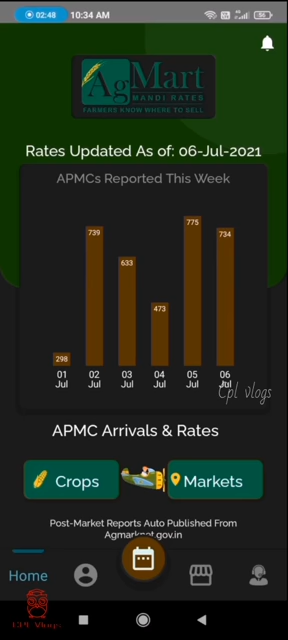 02:48 10:34 AM 56
AgMart
MANDI RATES
FARMERS KNOW WHERE TO SELL
Rates Updated As of: 06-Jul-2021
APMCs Reported This Week
298 739 633 473 775 734
01 Jul 02 Jul 03 Jul 04 Jul 05 Jul 06 Jul
Cpl vlogs
APMC Arrivals & Rates
Crops Markets
Post-Market Reports Auto Published From
Agmarknet.gov.in
Home
CPL Vlogs